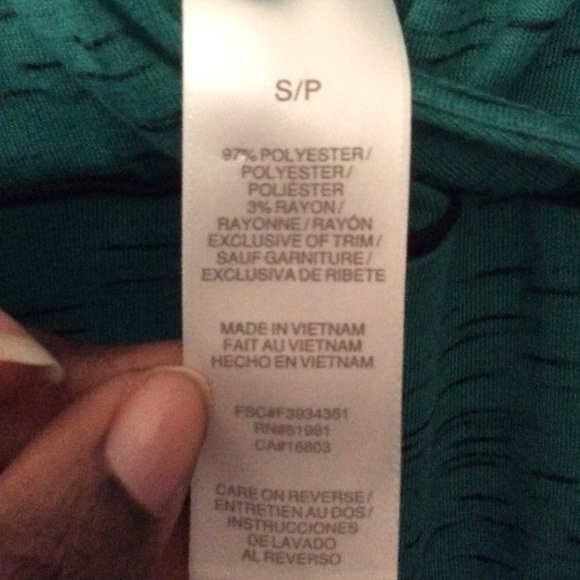 S/P
97% POLYESTER/
POLYESTER/
POLIÉSTER
3% RAYON/
RAYONNE/RAYÓN
EXCLUSIVE OF TRIM/
SAUF GARNITURE/
EXCLUSIVA DE RIBETE
MADE IN VIETNAM
FAIT AU VIETNAM
HECHO EN VIETNAM
FSC#F3934351
RN#61981
CA#16603
CARE ON REVERSE/
ENTRETIEN AU DOS/
INSTRUCCIONES
DE LAVADO
AL REVERSO